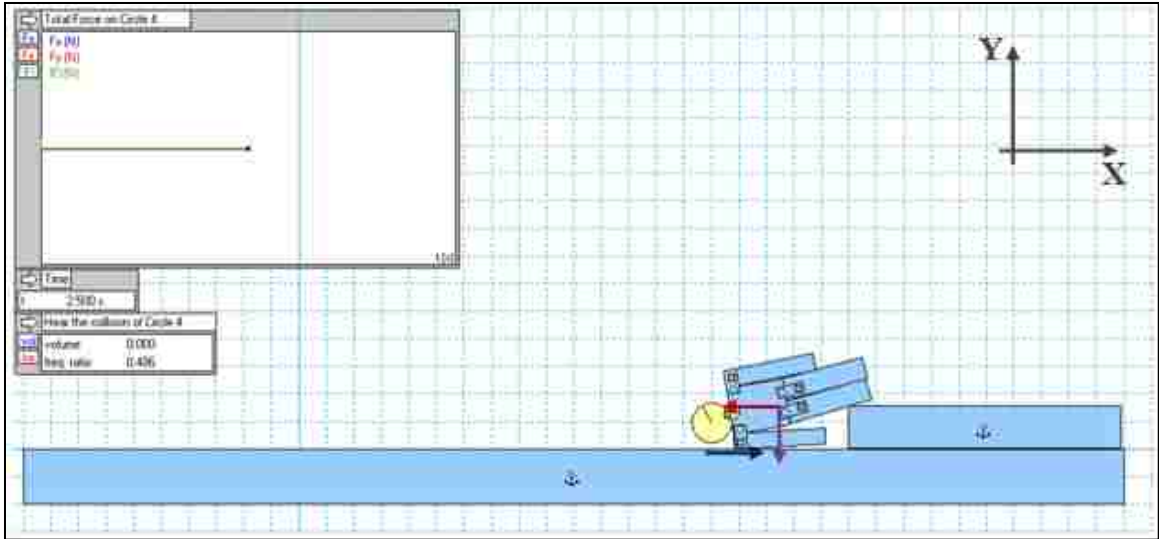 Total Force on Circle 4
Fx (N)
Fy (N)
t (s)
Time
t 2.500 s
Hear the collision of Circle 4
volume 0.000
freq. ratio 0.486
Y
X